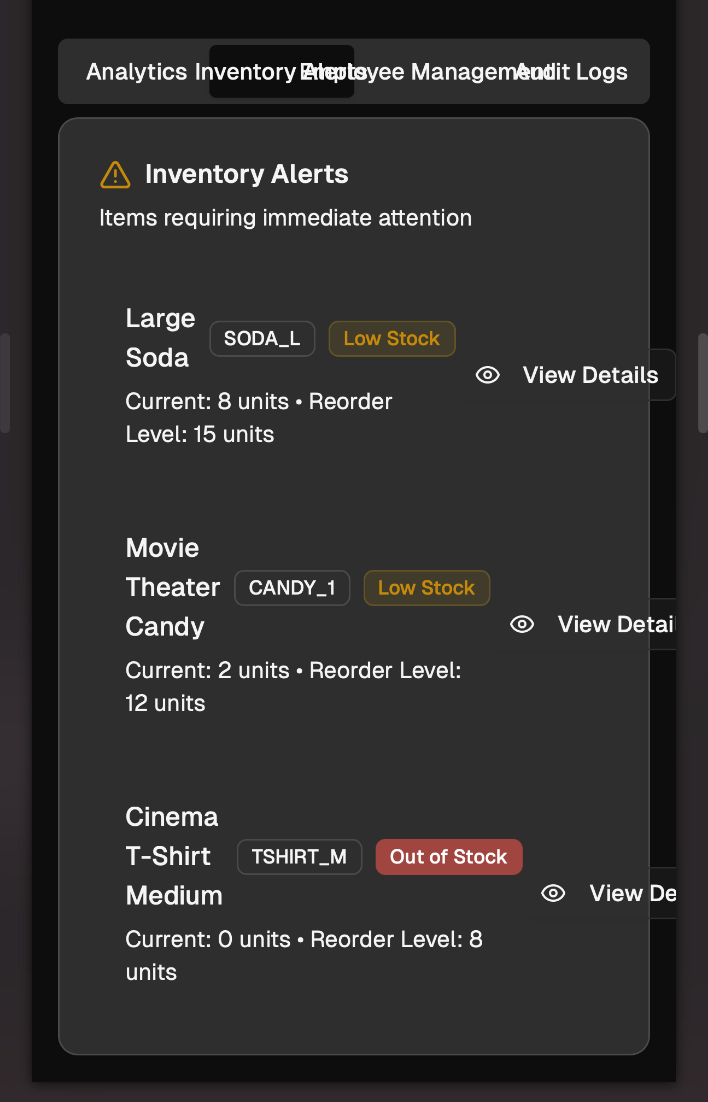 Analytics Inventory Alerts Employee Management Audit Logs
Inventory Alerts
Items requiring immediate attention
Large
Soda
SODA_L
Low Stock
View Details
Current: 8 units • Reorder
Level: 15 units
Movie
Theater
Candy
CANDY_1
Low Stock
View Detai
Current: 2 units • Reorder Level:
12 units
Cinema
T-Shirt
Medium
TSHIRT_M
Out of Stock
View De
Current: 0 units • Reorder Level: 8
units